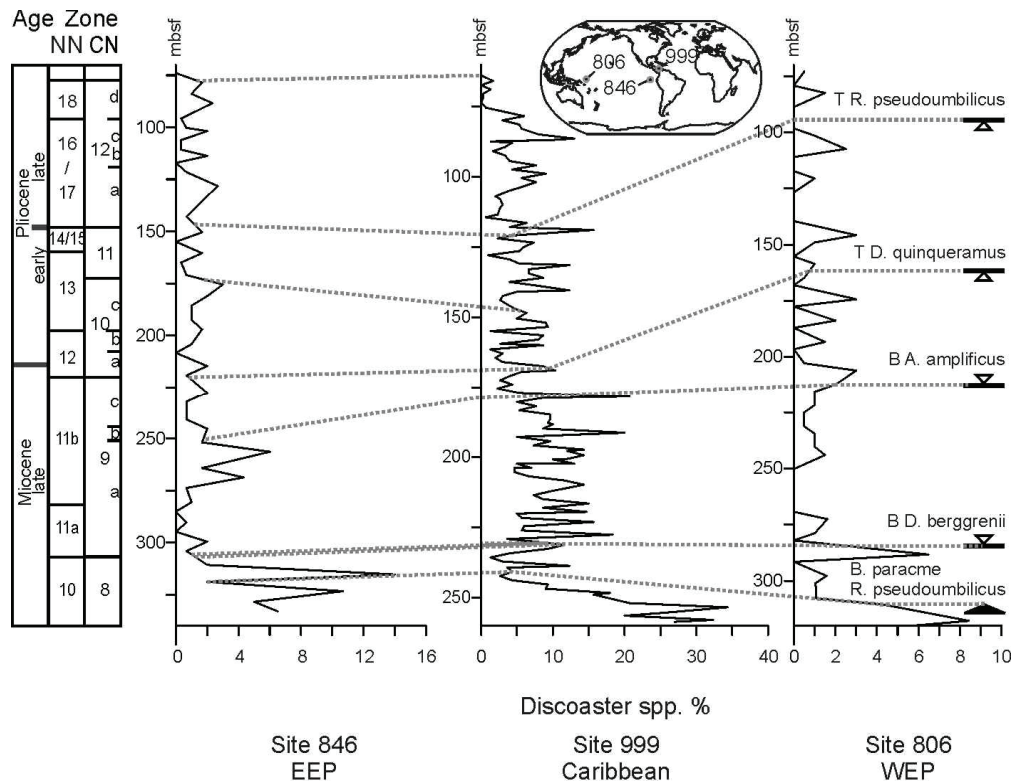 Age Zone
NN CN
mbsf
mbsf
mbsf
Pliocene
late
early
Miocene
late
18
16
/
17
14/15
13
12
11b
11a
10
d
c
12
b
a
11
c
10
b
a
c
b
9
a
8
100
150
200
250
300
0 4 8 12 16
100
150
200
250
0 10 20 30 40
100
150
200
250
300
0 2 4 6 8 10
806
999
846
T R. pseudoumbilicus
T D. quinqueramus
B A. amplificus
B D. berggrenii
B. paracme
R. pseudoumbilicus
Discoaster spp. %
Site 846
EEP
Site 999
Caribbean
Site 806
WEP